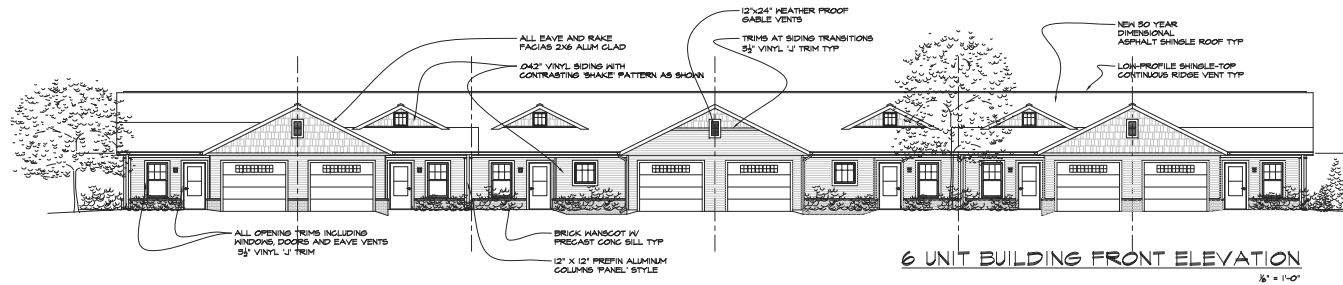 12"x24" WEATHER PROOF
GABLE VENTS
ALL EAVE AND RAKE
FACIAS 2X6 ALUM CLAD
TRIMS AT SIDING TRANSITIONS
3½" VINYL 'J' TRIM TYP
.042" VINYL SIDING WITH
CONTRASTING 'SHAKE' PATTERN AS SHOWN
NEW 30 YEAR
DIMENSIONAL
ASPHALT SHINGLE ROOF TYP
LOW-PROFILE SHINGLE-TOP
CONTINUOUS RIDGE VENT TYP
ALL OPENING TRIMS INCLUDING
WINDOWS, DOORS AND EAVE VENTS
3½" VINYL 'J' TRIM
BRICK WANSCOT W/
PRECAST CONC SILL TYP
12" X 12" PREFIN ALUMINUM
COLUMNS 'PANEL' STYLE
6 UNIT BUILDING FRONT ELEVATION
⅛" = 1'-0"